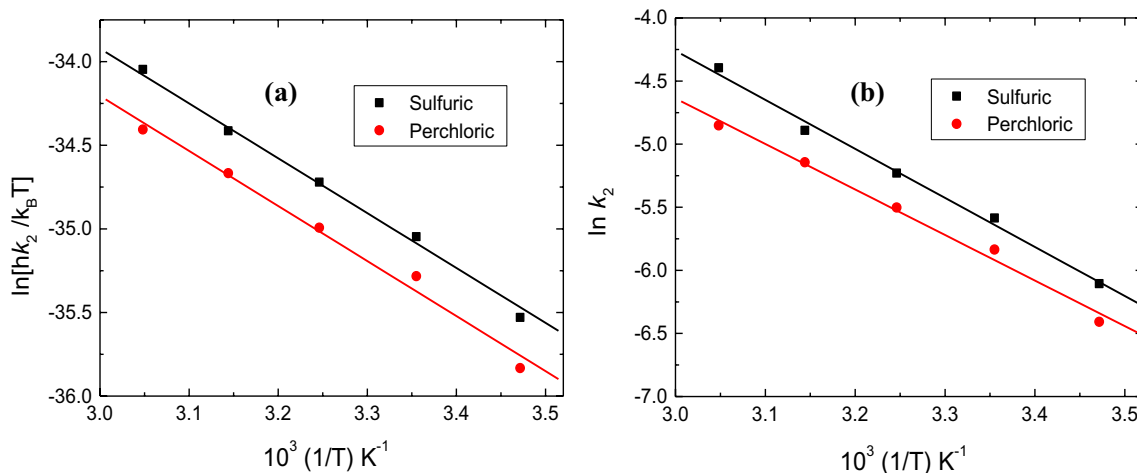 (a)
Sulfuric
Perchloric
ln[hk₂ /k_BT]
-34.0
-34.5
-35.0
-35.5
-36.0
3.0 3.1 3.2 3.3 3.4 3.5
10³ (1/T) K⁻¹
(b)
Sulfuric
Perchloric
ln k₂
-4.0
-4.5
-5.0
-5.5
-6.0
-6.5
-7.0
3.0 3.1 3.2 3.3 3.4 3.5
10³ (1/T) K⁻¹